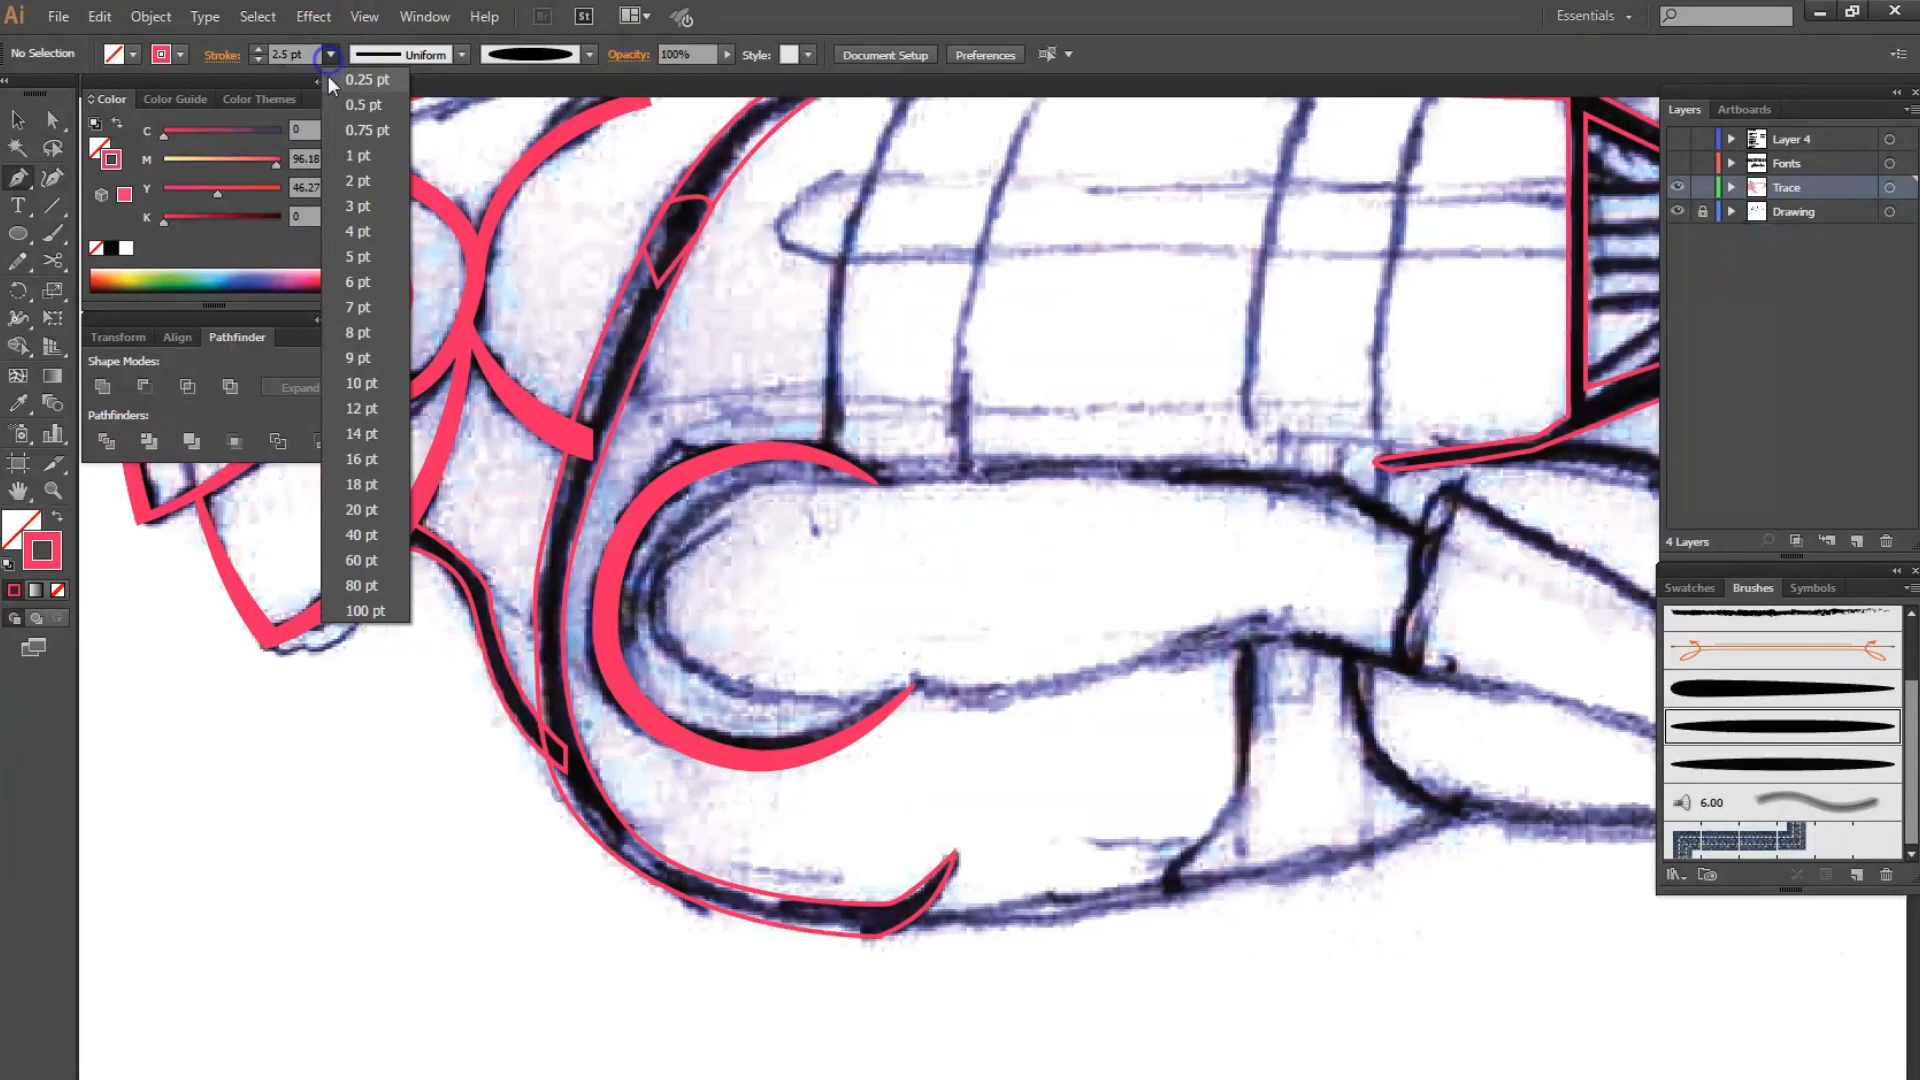 Ai File Edit Object Type Select Effect View Window Help Br St Essentials
No Selection Stroke: 2.5 pt Uniform Opacity: 100% Style: Document Setup Preferences
Color Color Guide Color Themes
C 0
M 96.18
Y 46.27
K 0
Transform Align Pathfinder
Shape Modes:
Expand
Pathfinders:
0.25 pt
0.5 pt
0.75 pt
1 pt
2 pt
3 pt
4 pt
5 pt
6 pt
7 pt
8 pt
9 pt
10 pt
12 pt
14 pt
16 pt
18 pt
20 pt
40 pt
60 pt
80 pt
100 pt
Layers Artboards
Layer 4
Fonts
Trace
Drawing
4 Layers
Swatches Brushes Symbols
6.00